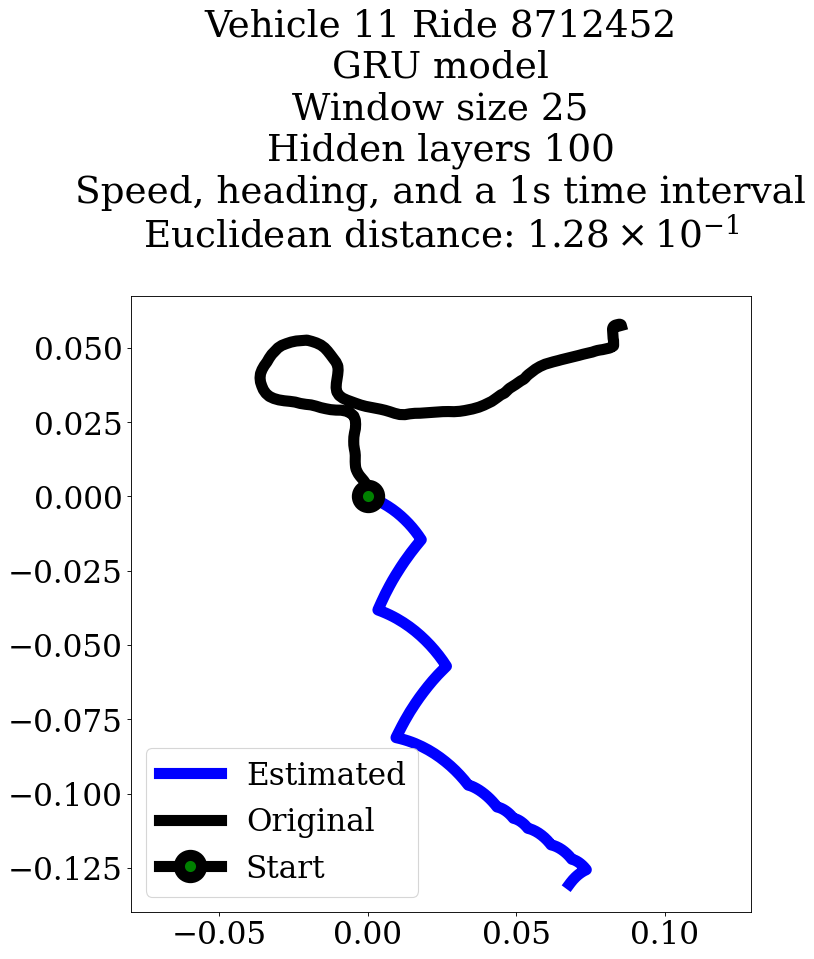 Vehicle 11 Ride 8712452
GRU model
Window size 25
Hidden layers 100
Speed, heading, and a 1s time interval
Euclidean distance: 1.28 × 10⁻¹
0.050
0.025
0.000
−0.025
−0.050
−0.075
−0.100
−0.125
Estimated
Original
Start
−0.05 0.00 0.05 0.10